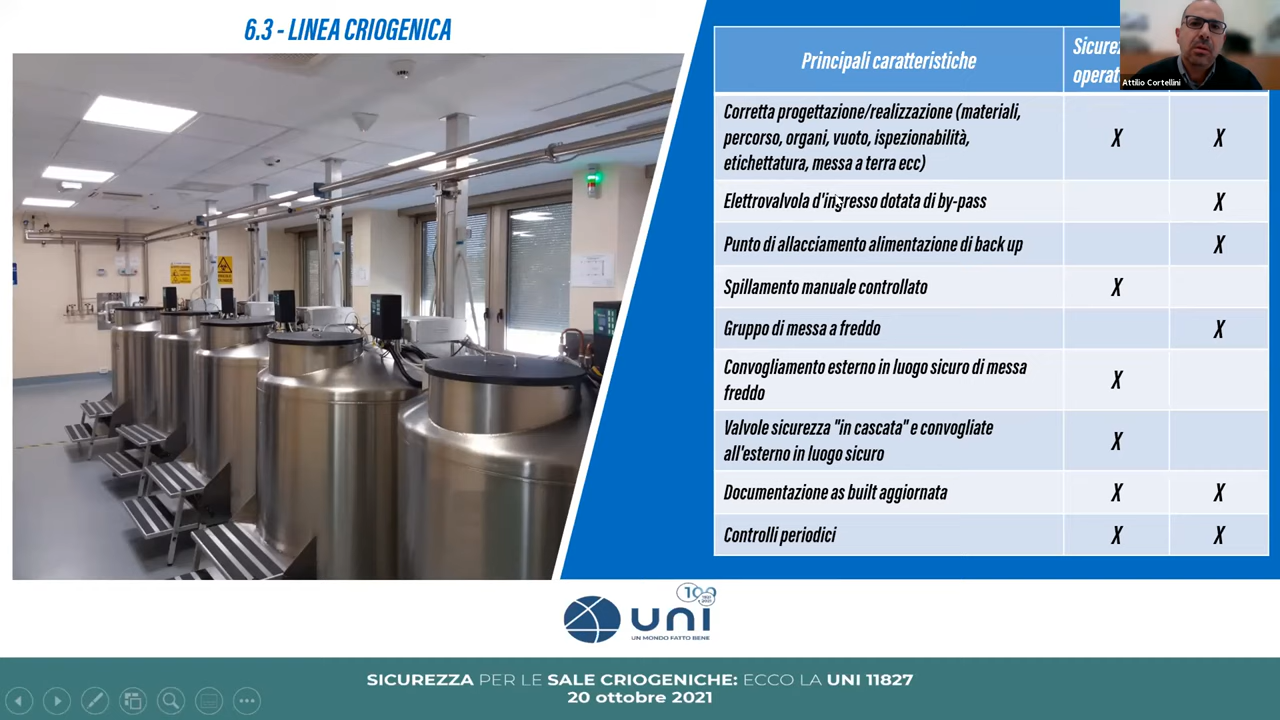 6.3 - LINEA CRIOGENICA
Principali caratteristiche
Attilio Cortellini
Corretta progettazione/realizzazione (materiali,
percorso, organi, vuoto, ispezionabilità,
etichettatura, messa a terra ecc)
X X
Elettrovalvola d'ingresso dotata di by-pass
X
Punto di allacciamento alimentazione di back up
X
Spillamento manuale controllato
X
Gruppo di messa a freddo
X
Convogliamento esterno in luogo sicuro di messa
freddo
X
Valvole sicurezza "in cascata" e convogliate
all'esterno in luogo sicuro
X
Documentazione as built aggiornata
X X
Controlli periodici
X X
100
uni
UN MONDO FATTO BENE
SICUREZZA PER LE SALE CRIOGENICHE: ECCO LA UNI 11827
20 ottobre 2021